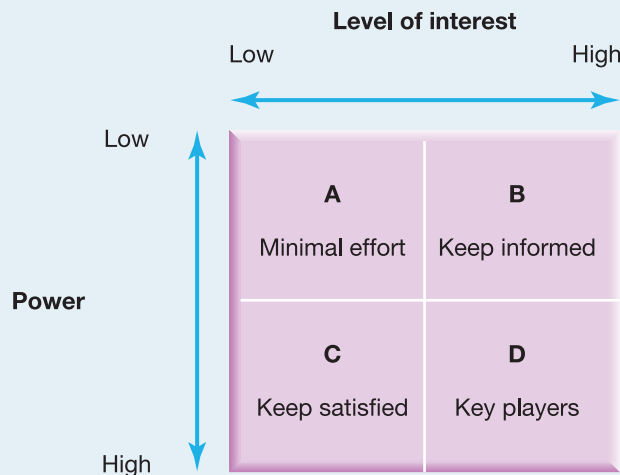 Level of interest
Low High
Low
A B
Minimal effort Keep informed
Power
C D
Keep satisfied Key players
High